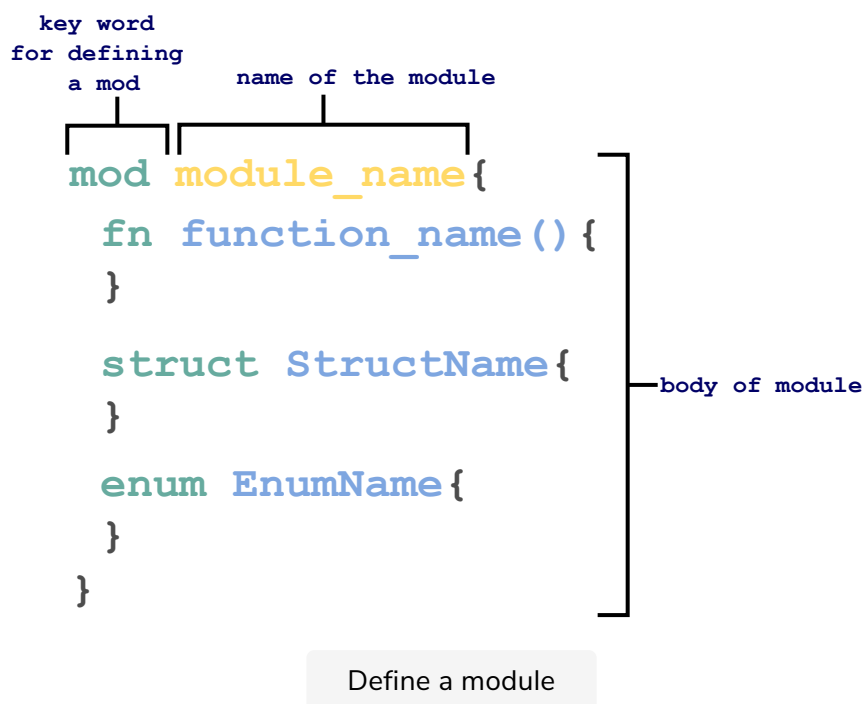 key word
for defining
a mod
name of the module
mod module_name{
fn function_name(){
}
struct StructName{
}
enum EnumName{
}
}
body of module
Define a module